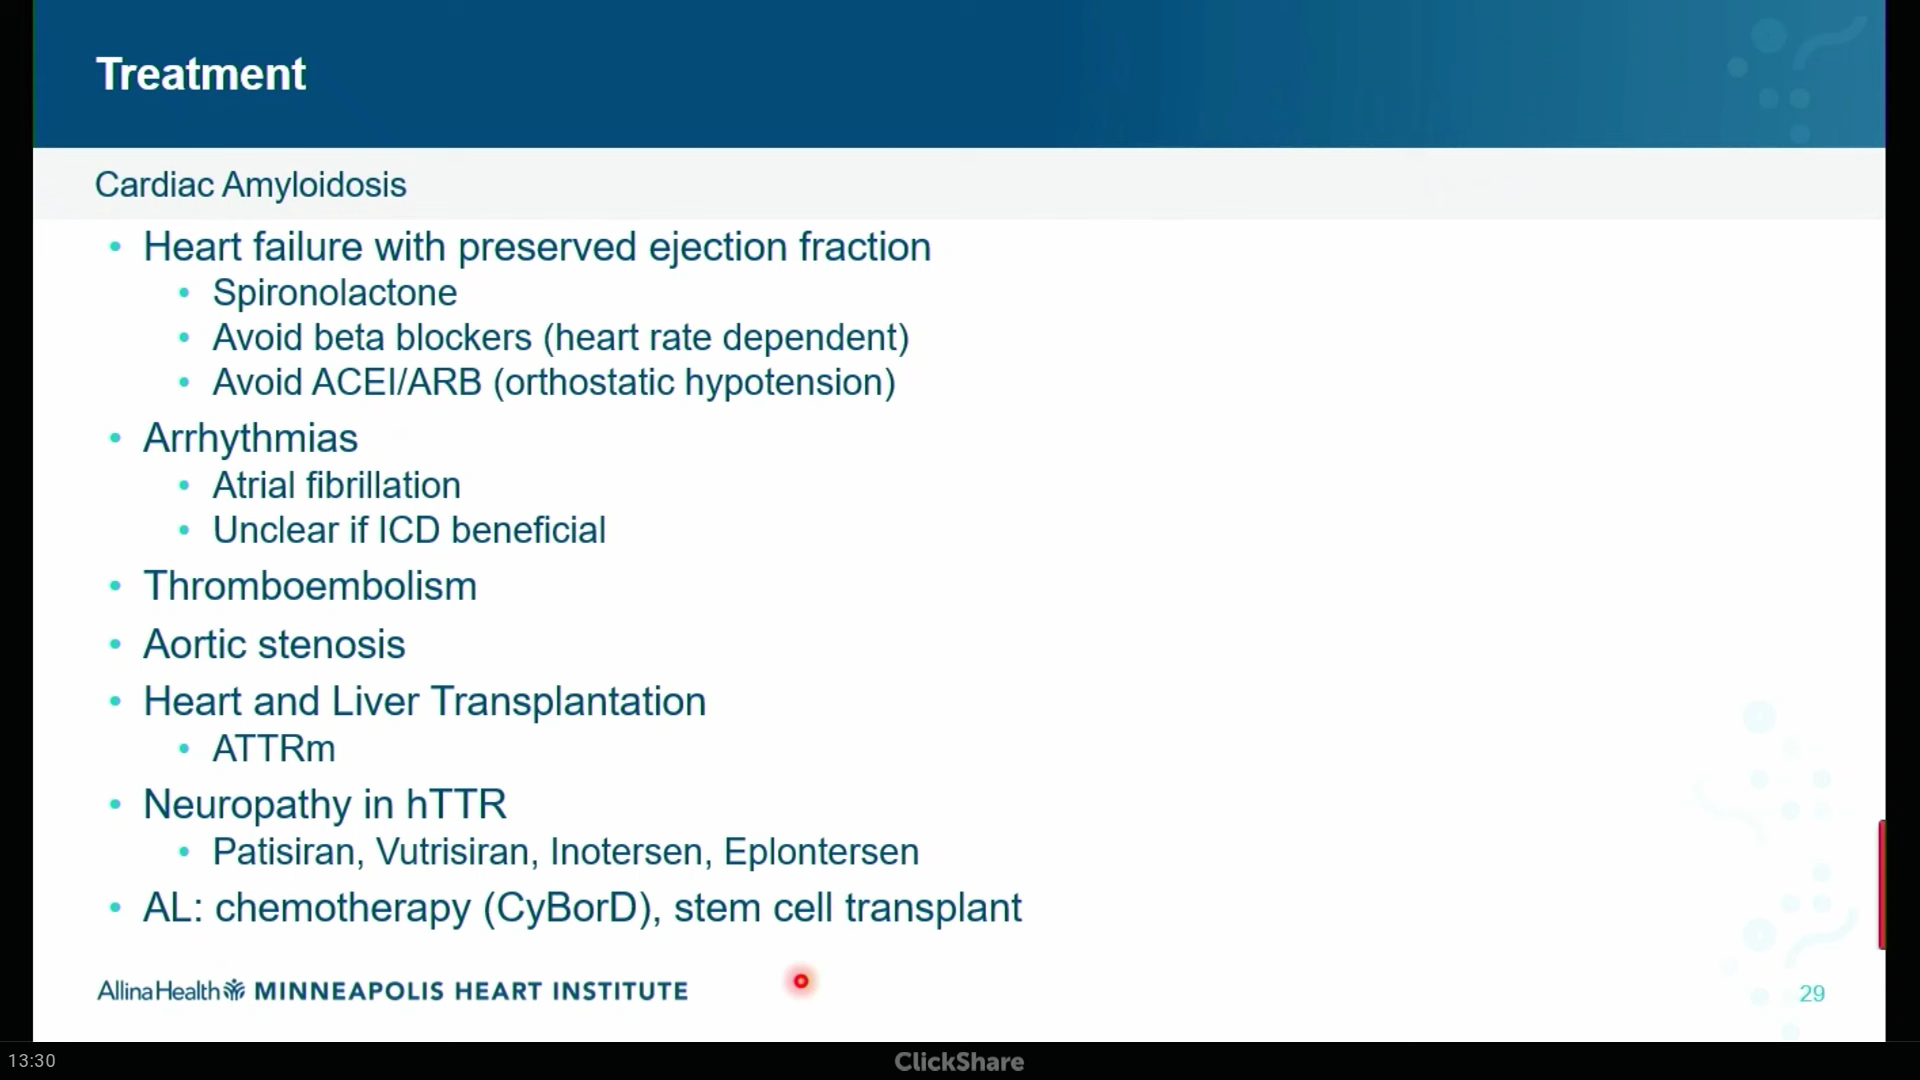 Treatment
Cardiac Amyloidosis
• Heart failure with preserved ejection fraction
• Spironolactone
• Avoid beta blockers (heart rate dependent)
• Avoid ACEI/ARB (orthostatic hypotension)
• Arrhythmias
• Atrial fibrillation
• Unclear if ICD beneficial
• Thromboembolism
• Aortic stenosis
• Heart and Liver Transplantation
• ATTRm
• Neuropathy in hTTR
• Patisiran, Vutrisiran, Inotersen, Eplontersen
• AL: chemotherapy (CyBorD), stem cell transplant
AllinaHealth MINNEAPOLIS HEART INSTITUTE
29
13:30
ClickShare